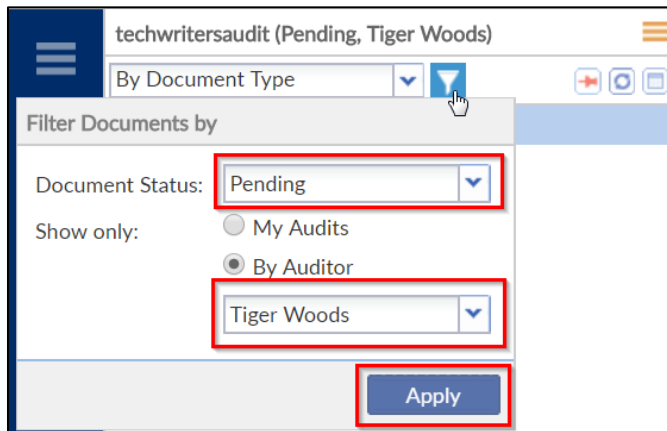 techwritersaudit (Pending, Tiger Woods)
By Document Type
Filter Documents by
Document Status: Pending
Show only: My Audits
By Auditor
Tiger Woods
Apply